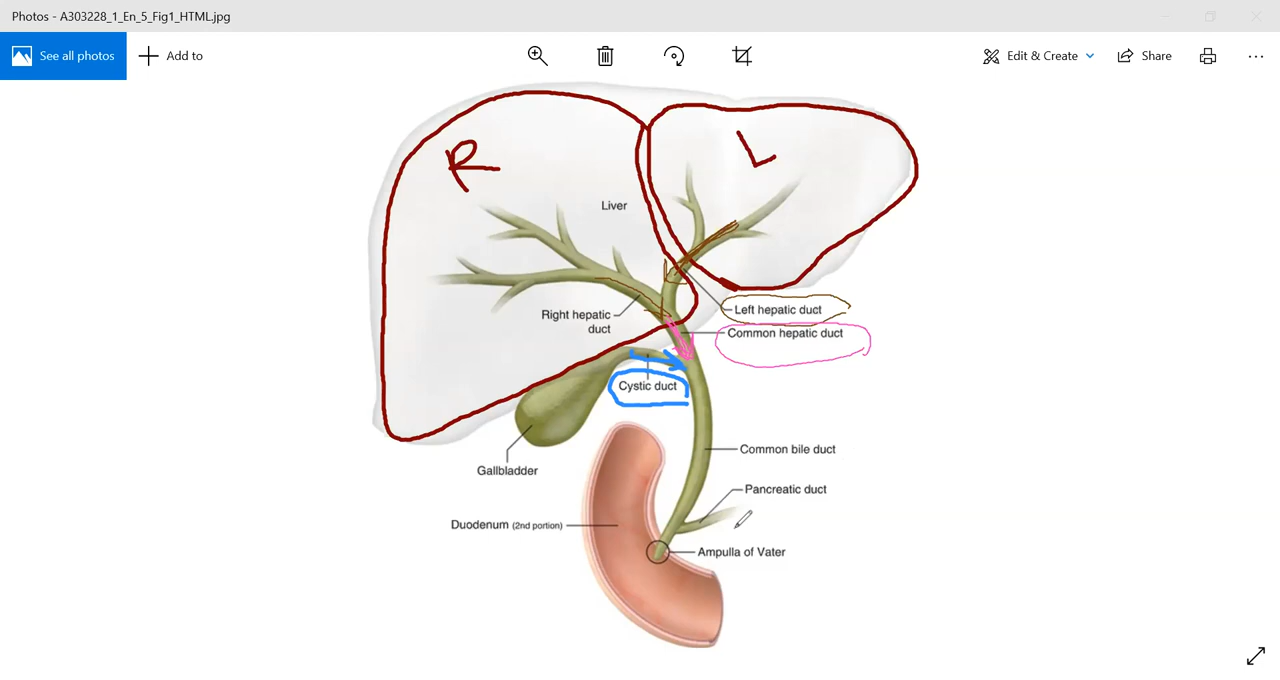 Photos - A303228_1_En_5_Fig1_HTML.jpg
See all photos
Add to
Edit & Create
Share
R
L
Liver
Right hepatic
duct
Left hepatic duct
Common hepatic duct
Cystic duct
Gallbladder
Common bile duct
Pancreatic duct
Duodenum (2nd portion)
Ampulla of Vater